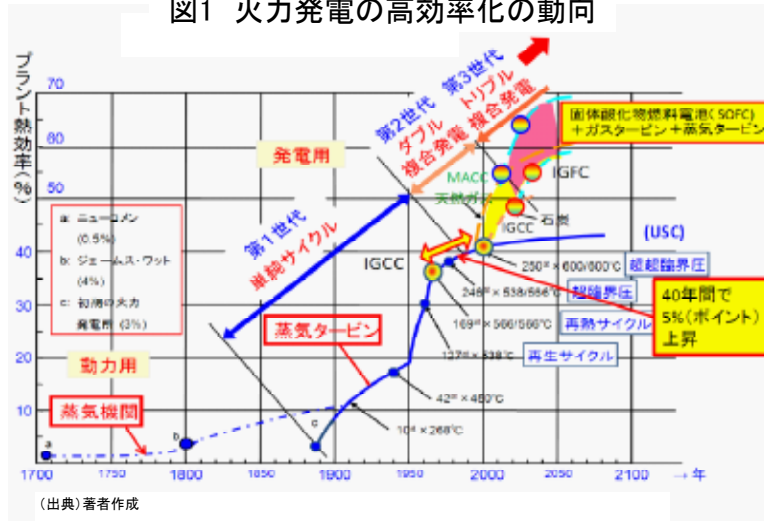 図1 火力発電の高効率化の動向
プラント熱効率(%)
70
60
50
40
30
20
10
発電用
動力用
第1世代
単純サイクル
第2世代
ダブル
複合発電
第3世代
トリプル
複合発電
固体酸化物燃料電池(SOFC)
+ガスタービン+蒸気タービン
MACC
天然ガス
IGFC
石炭
IGCC
IGCC
(USC)
a: ニューコメン
(0.5%)
b: ジェームス・ワット
(4%)
c: 初期の火力
発電所 (3%)
250at × 600/600℃ 超超臨界圧
246at × 538/566℃ 超臨界圧
169at × 566/566℃ 再熱サイクル
127at × 538℃ 再生サイクル
42at × 450℃
10at × 268℃
40年間で
5%(ポイント)
上昇
蒸気タービン
蒸気機関
a
b
c
1700 1750 1800 1850 1900 1950 2000 2050 2100 →年
(出典)著者作成